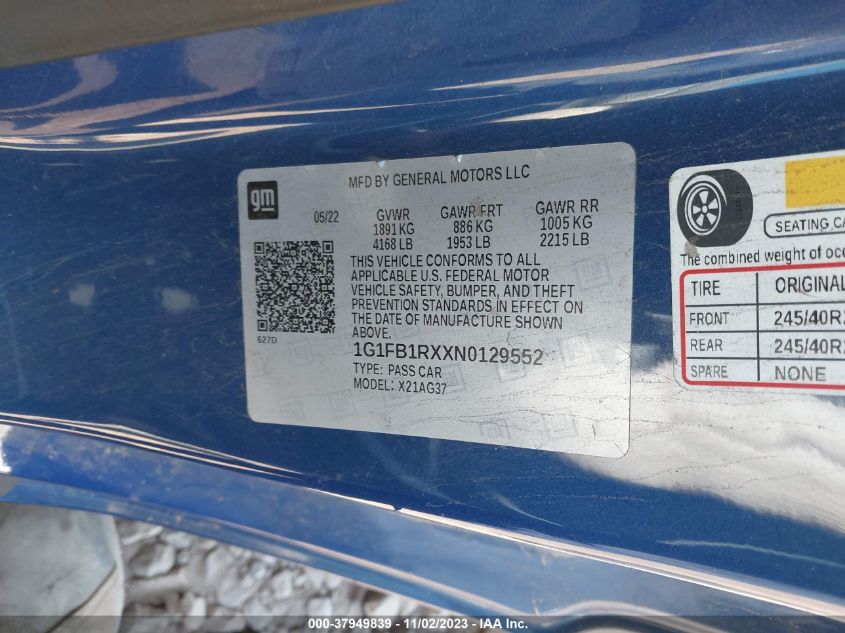 gm
MFD BY GENERAL MOTORS LLC
05/22 GVWR GAWR FRT GAWR RR
1891 KG 886 KG 1005 KG
4168 LB 1953 LB 2215 LB
THIS VEHICLE CONFORMS TO ALL
APPLICABLE U.S. FEDERAL MOTOR
VEHICLE SAFETY, BUMPER, AND THEFT
PREVENTION STANDARDS IN EFFECT ON
THE DATE OF MANUFACTURE SHOWN
ABOVE.
627D
1G1FB1RXXN0129552
TYPE: PASS CAR
MODEL: X21AG37
SEATING CA
The combined weight of occ
TIRE ORIGINAL
FRONT 245/40R
REAR 245/40R
SPARE NONE
000-37949839 - 11/02/2023 - IAA Inc.